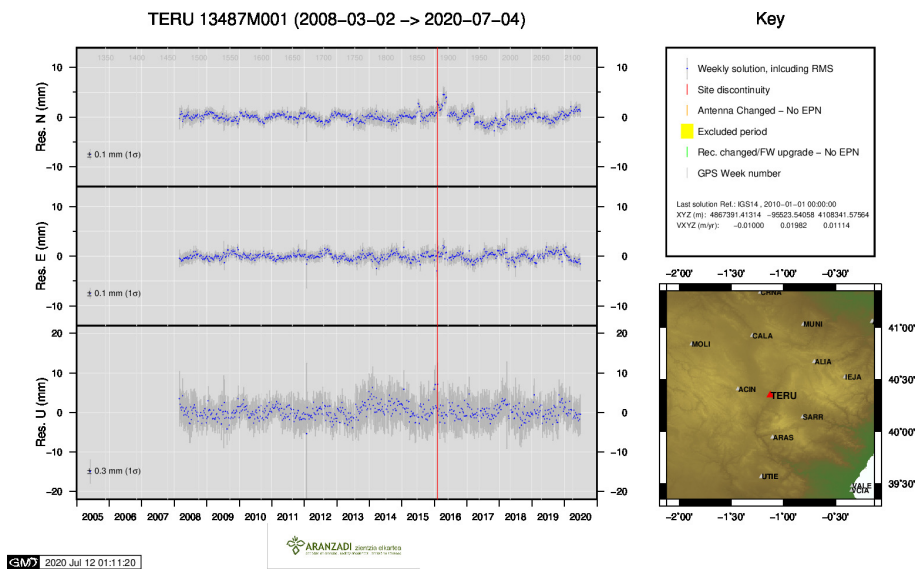 TERU 13487M001 (2008-03-02 -> 2020-07-04)
Key
1350 1400 1450 1500 1550 1600 1650 1700 1750 1800 1850 1900 1950 2000 2050 2100
Res. N (mm)
10 10
0 0
-10 -10
± 0.1 mm (1σ)
Res. E (mm)
10 10
0 0
-10 -10
± 0.1 mm (1σ)
Res. U (mm)
20 20
10 10
0 0
-10 -10
-20 -20
± 0.3 mm (1σ)
2005 2006 2007 2008 2009 2010 2011 2012 2013 2014 2015 2016 2017 2018 2019 2020
Weekly solution, inlcuding RMS
Site discontinuity
Antenna Changed - No EPN
Excluded period
Rec. changed/FW upgrade - No EPN
GPS Week number
Last solution Ref.: IGS14 , 2010-01-01 00:00:00
XYZ (m): 4867391.41314 -95523.54058 4108341.57564
VXYZ (m/yr): -0.01000 0.01982 0.01114
-2°00' -1°30' -1°00' -0°30'
41°00'
40°30'
40°00'
39°30'
MUNI
CALA
MOLI
ALIA
IEJA
ACIN
TERU
SARR
ARAS
UTIE
VALE
VCIA
ARANZADI zientzia elkartea
GMT 2020 Jul 12 01:11:20